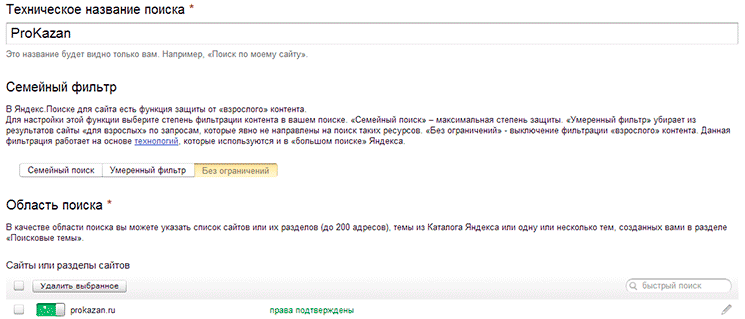 Техническое название поиска *
ProKazan
Это название будет видно только вам. Например, «Поиск по моему сайту».
Семейный фильтр
В Яндекс.Поиске для сайта есть функция защиты от «взрослого» контента.
Для настройки этой функции выберите степень фильтрации контента в вашем поиске. «Семейный поиск» – максимальная степень защиты. «Умеренный фильтр» убирает из
результатов сайты «для взрослых» по запросам, которые явно не направлены на поиск таких ресурсов. «Без ограничений» - выключение фильтрации «взрослого» контента. Данная
фильтрация работает на основе технологий, которые используются и в «большом поиске» Яндекса.
Семейный поиск Умеренный фильтр Без ограничений
Область поиска *
В качестве области поиска вы можете указать список сайтов или их разделов (до 200 адресов), темы из Каталога Яндекса или одну или несколько тем, созданных вами в разделе
«Поисковые темы».
Сайты или разделы сайтов
Удалить выбранное быстрый поиск
prokazan.ru права подтверждены